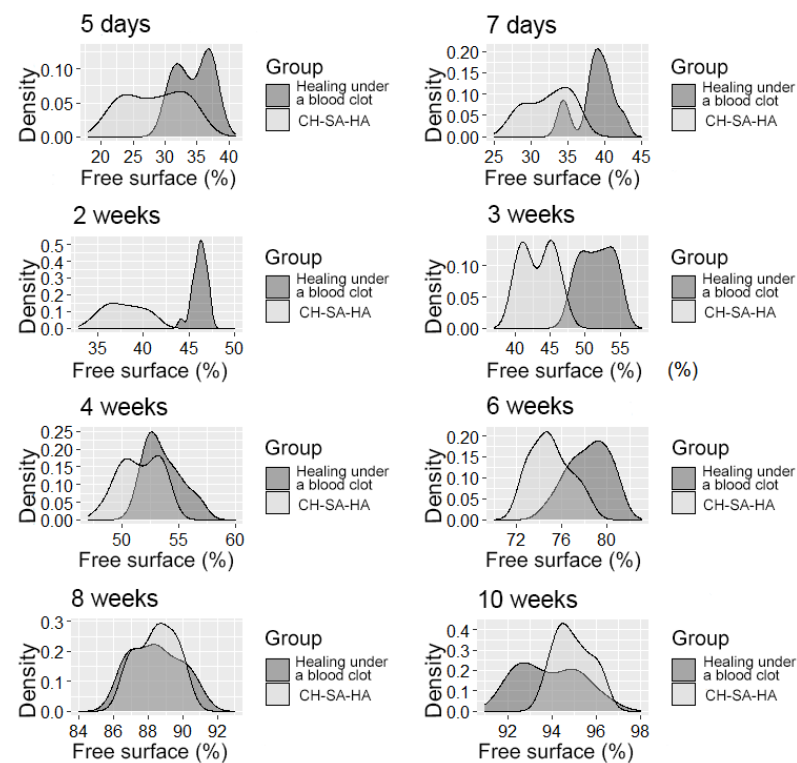 5 days
0.10
0.05
0.00
Density
20 25 30 35 40
Free surface (%)
Group
Healing under
a blood clot
CH-SA-HA
7 days
0.20
0.15
0.10
0.05
0.00
Density
25 30 35 40 45
Free surface (%)
Group
Healing under
a blood clot
CH-SA-HA
2 weeks
0.5
0.4
0.3
0.2
0.1
0.0
Density
35 40 45 50
Free surface (%)
Group
Healing under
a blood clot
CH-SA-HA
3 weeks
0.10
0.05
0.00
Density
40 45 50 55
Free surface (%) (%)
Group
Healing under
a blood clot
CH-SA-HA
4 weeks
0.25
0.20
0.15
0.10
0.05
0.00
Density
50 55 60
Free surface (%)
Group
Healing under
a blood clot
CH-SA-HA
6 weeks
0.20
0.15
0.10
0.05
0.00
Density
72 76 80
Free surface (%)
Group
Healing under
a blood clot
CH-SA-HA
8 weeks
0.3
0.2
0.1
0.0
Density
84 86 88 90 92
Free surface (%)
Group
Healing under
a blood clot
CH-SA-HA
10 weeks
0.4
0.3
0.2
0.1
0.0
Density
92 94 96 98
Free surface (%)
Group
Healing under
a blood clot
CH-SA-HA